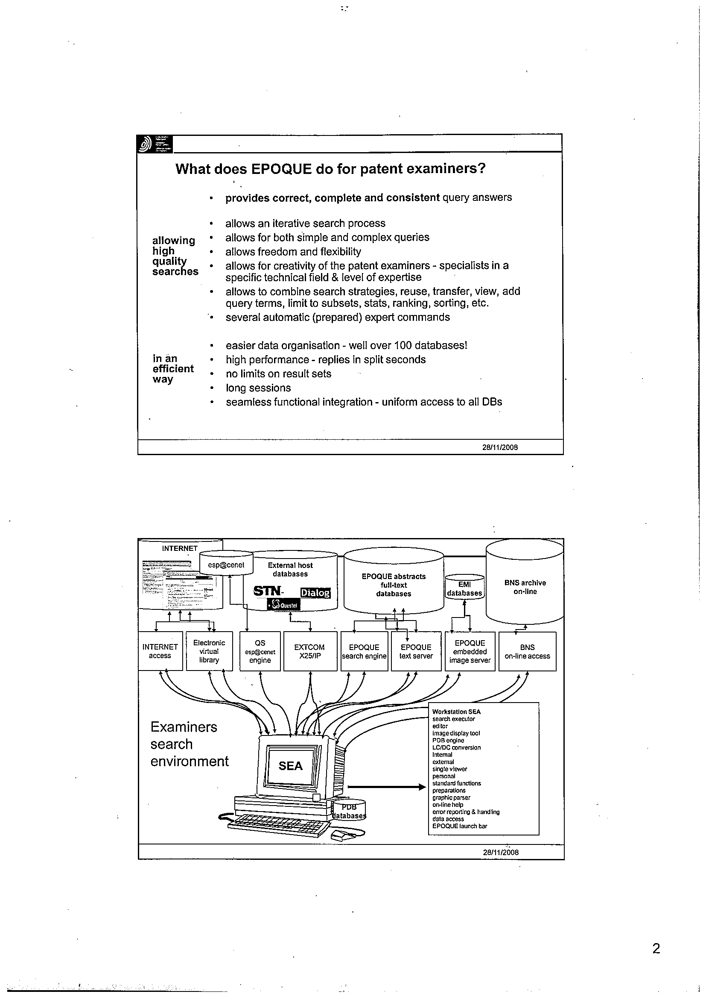 What does EPOQUE do for patent examiners?
• provides correct, complete and consistent query answers
allowing
high
quality
searches
• allows an iterative search process
• allows for both simple and complex queries
• allows freedom and flexibility
• allows for creativity of the patent examiners - specialists in a
specific technical field & level of expertise
• allows to combine search strategies, reuse, transfer, view, add
query terms, limit to subsets, stats, ranking, sorting, etc.
• several automatic (prepared) expert commands
in an
efficient
way
• easier data organisation - well over 100 databases!
• high performance - replies in split seconds
• no limits on result sets
• long sessions
• seamless functional integration - uniform access to all DBs
28/11/2008
INTERNET
esp@cenet
External host
databases
STN
Dialog
Questel
EPOQUE abstracts
full-text
databases
EMI
databases
BNS archive
on-line
INTERNET
access
Electronic
virtual
library
QS
esp@cenet
engine
EXTCOM
X25/IP
EPOQUE
search engine
EPOQUE
text server
EPOQUE
embedded
image server
BNS
on-line access
Examiners
search
environment
SEA
PDB
databases
Workstation SEA
search executor
editor
image display tool
PDB engine
LC/DC conversion
Internal
external
single viewer
personal
standard functions
preparations
graphic parser
on-line help
error reporting & handling
data access
EPOQUE launch bar
28/11/2008
2